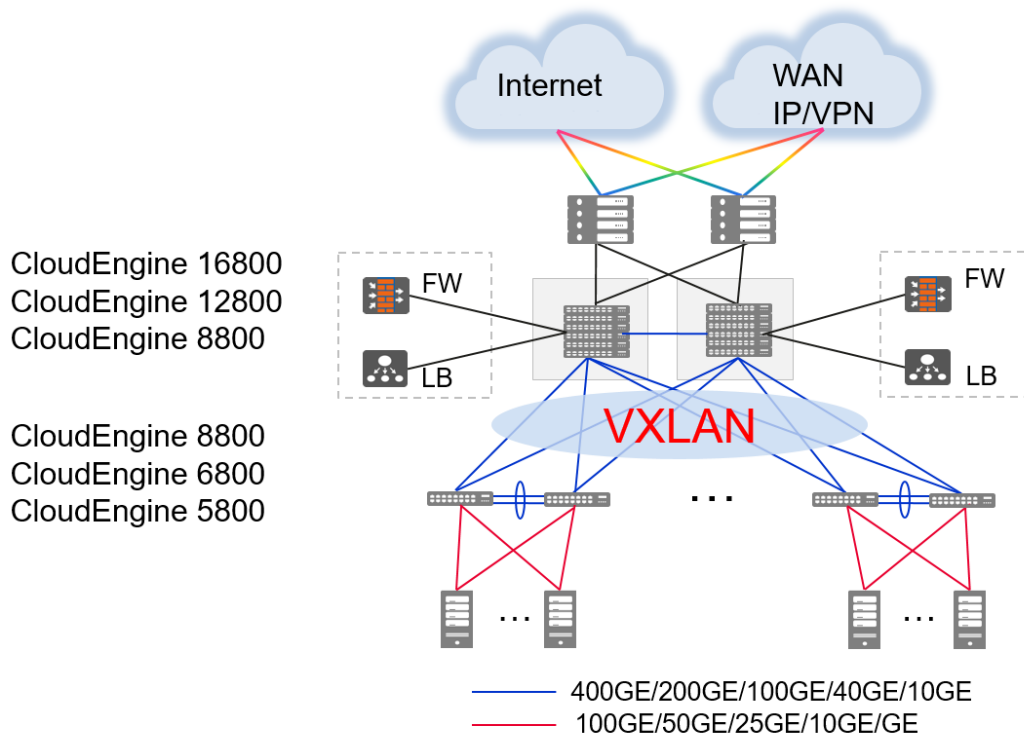 Internet
WAN
IP/VPN
CloudEngine 16800
CloudEngine 12800
CloudEngine 8800
FW
LB
FW
LB
VXLAN
CloudEngine 8800
CloudEngine 6800
CloudEngine 5800
...
...
...
400GE/200GE/100GE/40GE/10GE
100GE/50GE/25GE/10GE/GE